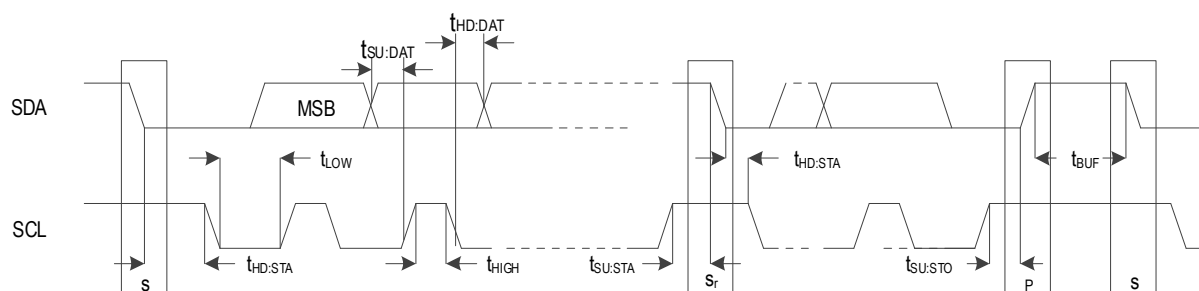 tHD:DAT
tSU:DAT
SDA
MSB
tLOW
tHD:STA
tBUF
SCL
tHD:STA
tHIGH
tSU:STA
tSU:STO
S
Sr
P
S